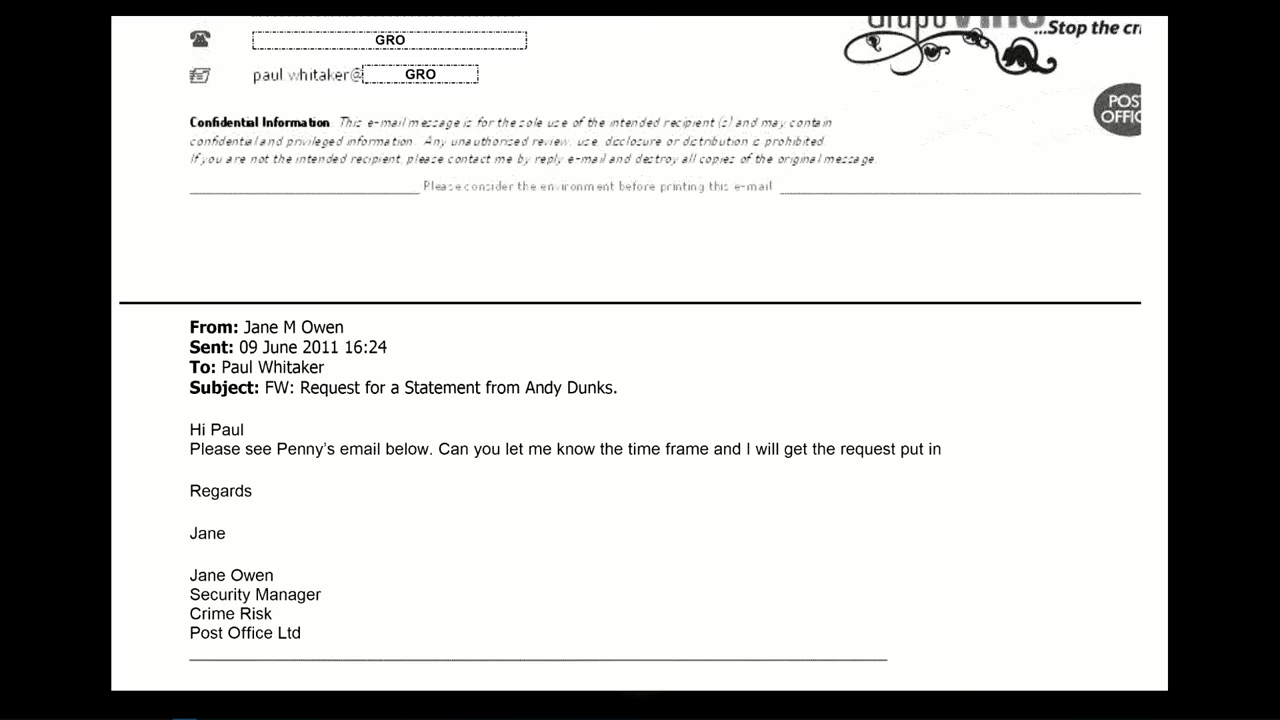 Grupo Vino
...Stop the cri
GRO
paul whitaker@ GRO
POS
OFFIC
Confidential Information This e-mail message is for the sole use of the intended recipient (s) and may contain
confidential and privileged information. Any unauthorised review, use, disclosure or distribution is prohibited.
If you are not the intended recipient, please contact me by reply e-mail and destroy all copies of the original message.
Please consider the environment before printing this e-mail
From: Jane M Owen
Sent: 09 June 2011 16:24
To: Paul Whitaker
Subject: FW: Request for a Statement from Andy Dunks.
Hi Paul
Please see Penny’s email below. Can you let me know the time frame and I will get the request put in
Regards
Jane
Jane Owen
Security Manager
Crime Risk
Post Office Ltd